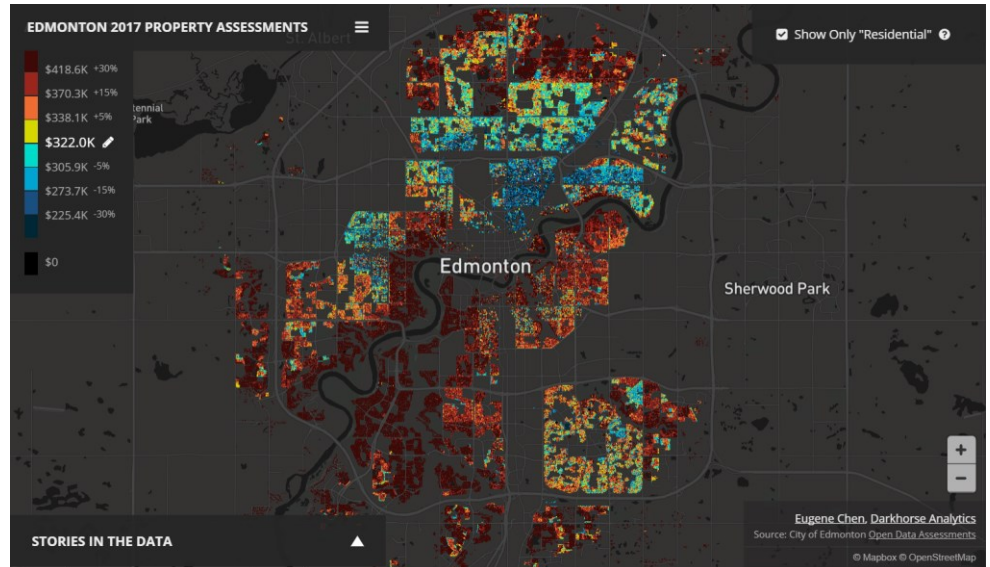 EDMONTON 2017 PROPERTY ASSESSMENTS
St. Albert
Show Only "Residential"
$418.6K +30%
$370.3K +15%
$338.1K +5%
$322.0K
$305.9K -5%
$273.7K -15%
$225.4K -30%
$0
ennial
Park
Edmonton
Sherwood Park
+
−
STORIES IN THE DATA
Eugene Chen, Darkhorse Analytics
Source: City of Edmonton Open Data Assessments
© Mapbox © OpenStreetMap